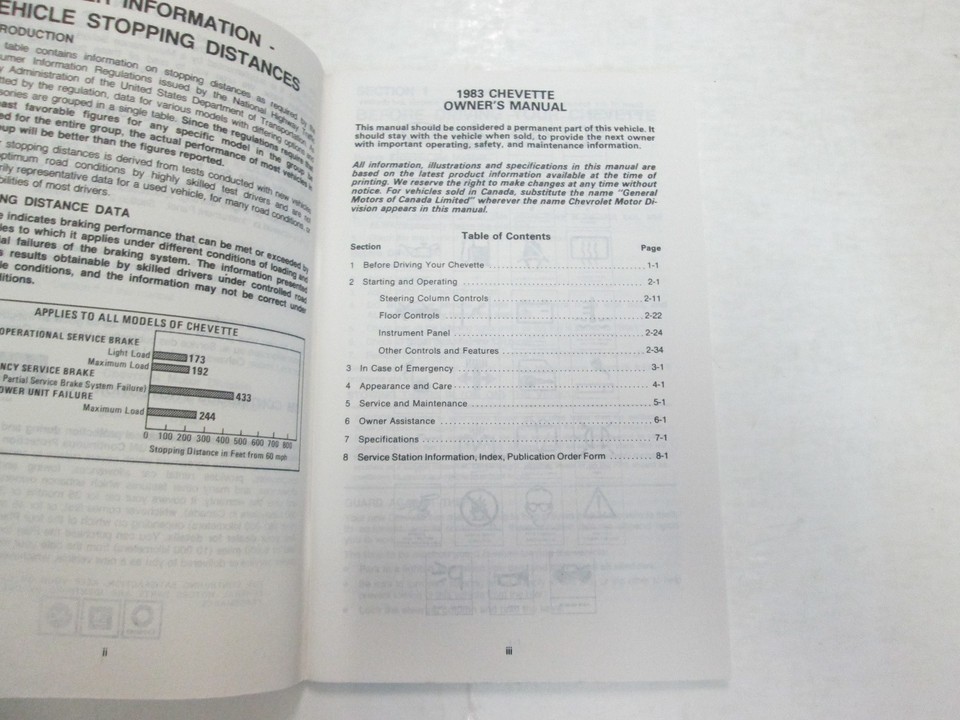 INFORMATION -
VEHICLE STOPPING DISTANCES
table contains information on stopping distances as required by the
Information Regulations issued by the National Highway
Administration of the United States Department of Transportation. As
by the regulation, data for various models with differing options
are grouped in a single table. Since the regulations require
favorable figures for any specific model in the group
for the entire group, the actual performance of most vehicles in
will be better than the figures reported.
stopping distances is derived from tests conducted with new vehicles
optimum road conditions by highly skilled test drivers and are
representative data for a used vehicle, for many road conditions, or
of most drivers.
DISTANCE DATA
indicates braking performance that can be met or exceeded by
to which it applies under different conditions of loading and
failures of the braking system. The information presented
results obtainable by skilled drivers under controlled road
conditions, and the information may not be correct under
APPLIES TO ALL MODELS OF CHEVETTE
OPERATIONAL SERVICE BRAKE
Light Load 173
Maximum Load 192
SERVICE BRAKE
Partial Service Brake System Failure) 433
POWER UNIT FAILURE
Maximum Load 244
0 100 200 300 400 500 600 700 800
Stopping Distance in Feet from 60 mph
ii
1983 CHEVETTE
OWNER'S MANUAL
This manual should be considered a permanent part of this vehicle. It
should stay with the vehicle when sold, to provide the next owner
with important operating, safety, and maintenance information.
All information, illustrations and specifications in this manual are
based on the latest product information available at the time of
printing. We reserve the right to make changes at any time without
notice. For vehicles sold in Canada, substitute the name "General
Motors of Canada Limited" wherever the name Chevrolet Motor Di-
vision appears in this manual.
Table of Contents
Section Page
1 Before Driving Your Chevette 1-1
2 Starting and Operating 2-1
Steering Column Controls 2-11
Floor Controls 2-22
Instrument Panel 2-24
Other Controls and Features 2-34
3 In Case of Emergency 3-1
4 Appearance and Care 4-1
5 Service and Maintenance 5-1
6 Owner Assistance 6-1
7 Specifications 7-1
8 Service Station Information, Index, Publication Order Form 8-1
iii